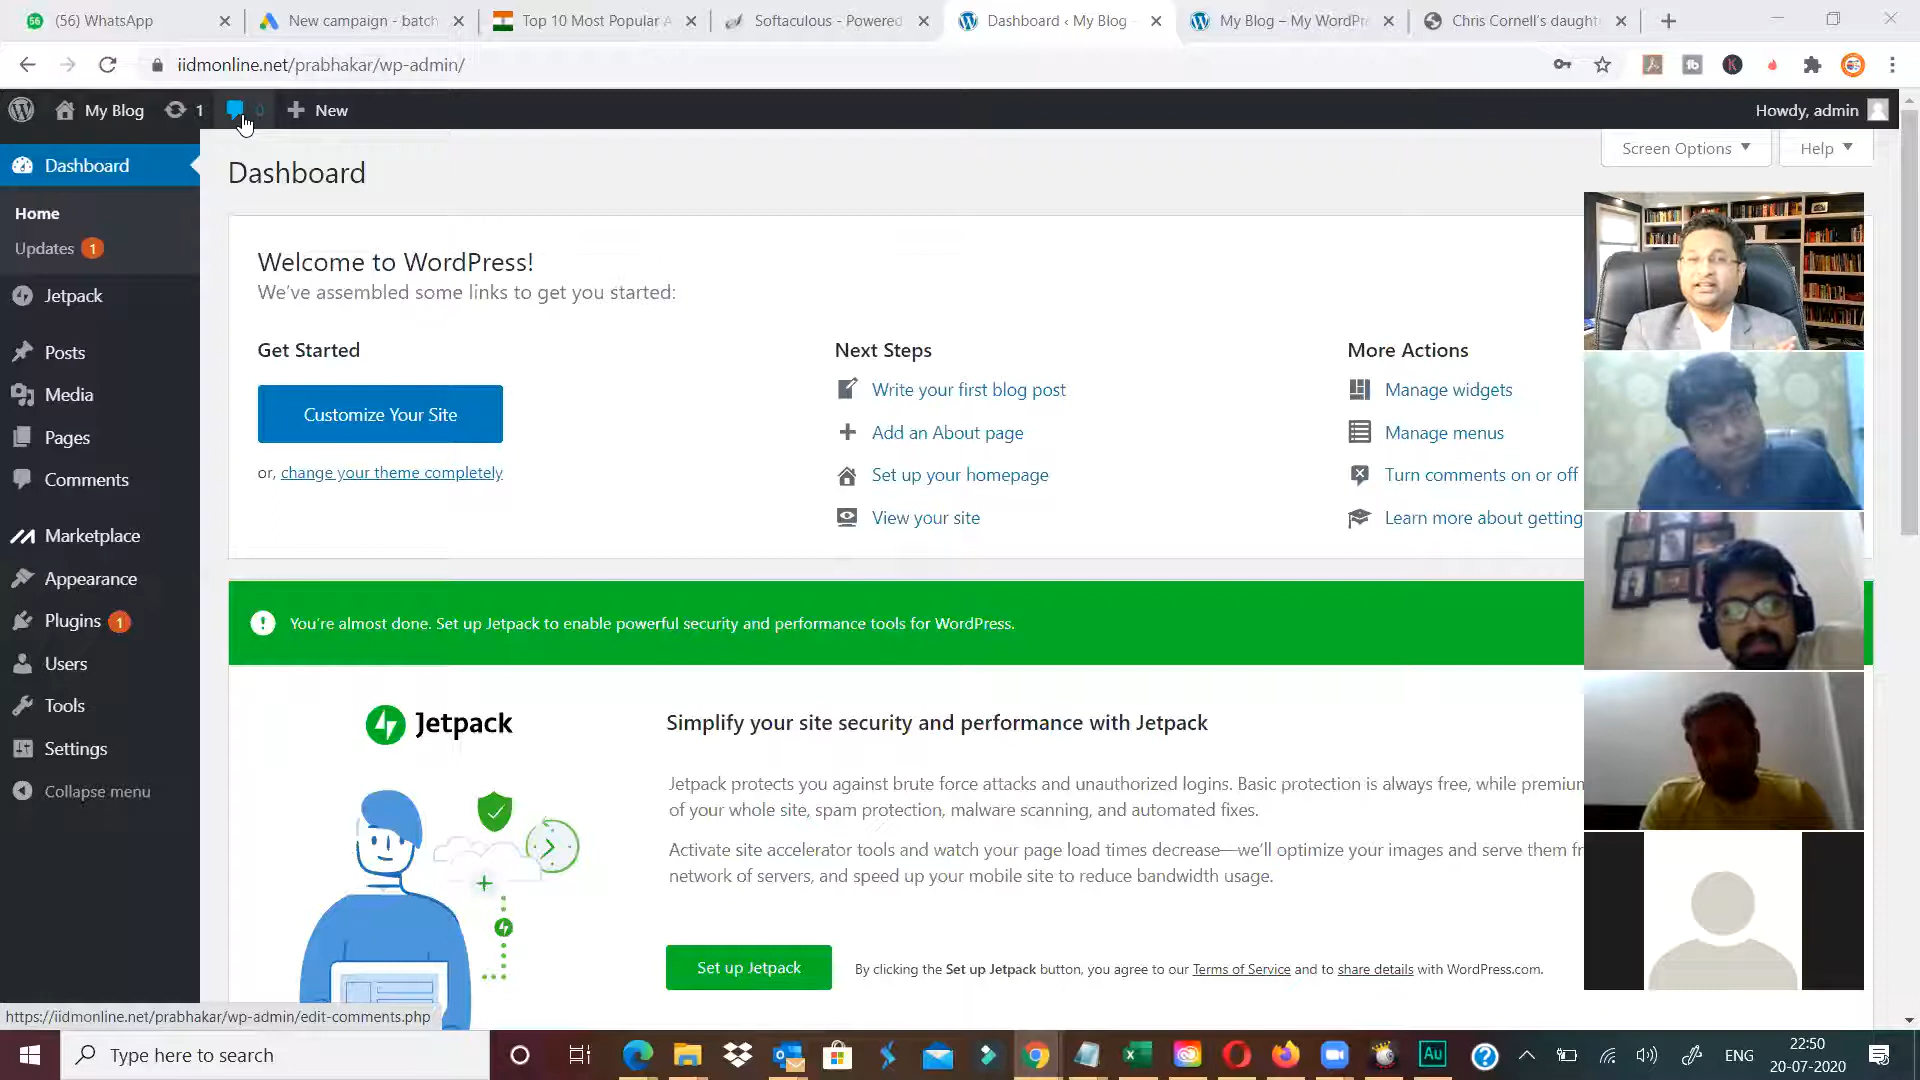 (56) WhatsApp
New campaign - batch
Top 10 Most Popular A
Softaculous - Powered
Dashboard ‹ My Blog -
My Blog – My WordPre
Chris Cornell's daught
iidmonline.net/prabhakar/wp-admin/
My Blog
1
0
New
Howdy, admin
Dashboard
Home
Updates 1
Jetpack
Posts
Media
Pages
Comments
Marketplace
Appearance
Plugins 1
Users
Tools
Settings
Collapse menu
Dashboard
Screen Options
Help
Welcome to WordPress!
We've assembled some links to get you started:
Get Started
Customize Your Site
or, change your theme completely
Next Steps
Write your first blog post
Add an About page
Set up your homepage
View your site
More Actions
Manage widgets
Manage menus
Turn comments on or off
Learn more about getting
You're almost done. Set up Jetpack to enable powerful security and performance tools for WordPress.
Jetpack
Simplify your site security and performance with Jetpack
Jetpack protects you against brute force attacks and unauthorized logins. Basic protection is always free, while premium
of your whole site, spam protection, malware scanning, and automated fixes.
Activate site accelerator tools and watch your page load times decrease—we'll optimize your images and serve them fr
network of servers, and speed up your mobile site to reduce bandwidth usage.
Set up Jetpack
By clicking the Set up Jetpack button, you agree to our Terms of Service and to share details with WordPress.com.
https://iidmonline.net/prabhakar/wp-admin/edit-comments.php
Type here to search
Au
ENG
22:50
20-07-2020